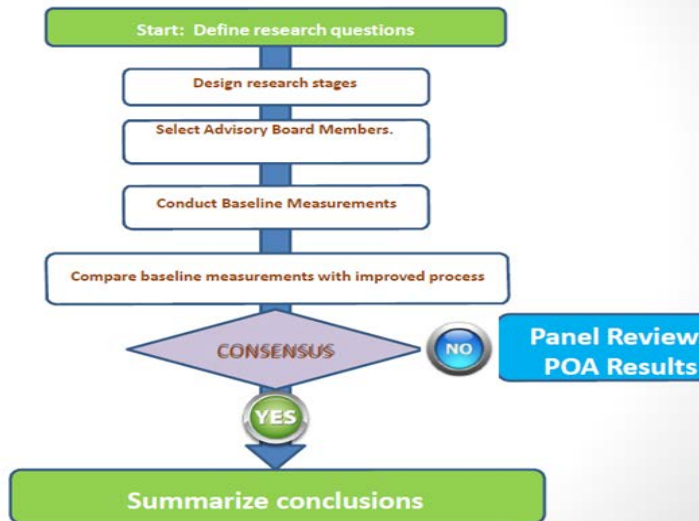 Start: Define research questions
Design research stages
Select Advisory Board Members.
Conduct Baseline Measurements
Compare baseline measurements with improved process
CONSENSUS
NO
Panel Review
POA Results
YES
Summarize conclusions